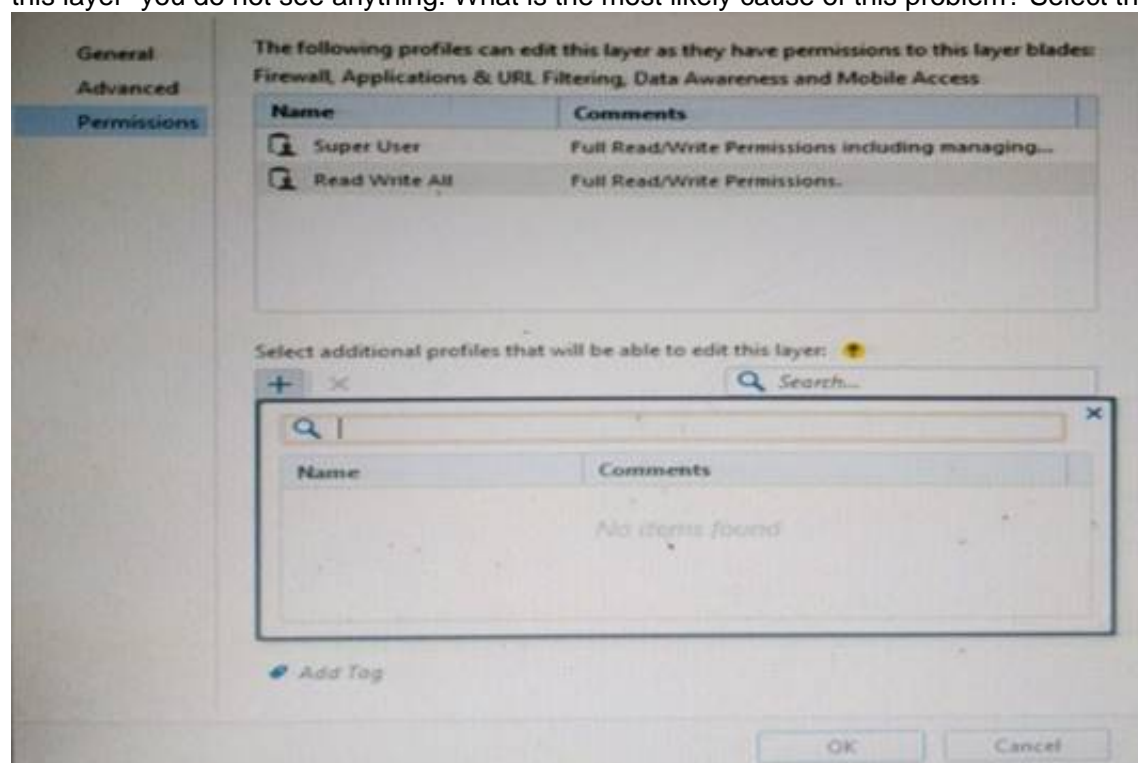 this layer" you do not see anything. What is the most likely cause of this problem? Select th
General
Advanced
Permissions
The following profiles can edit this layer as they have permissions to this layer blades:
Firewall, Applications & URL Filtering, Data Awareness and Mobile Access
Name Comments
Super User Full Read/Write Permissions including managing...
Read Write All Full Read/Write Permissions.
Select additional profiles that will be able to edit this layer:
Search...
Name Comments
No items found
Add Tag
OK Cancel